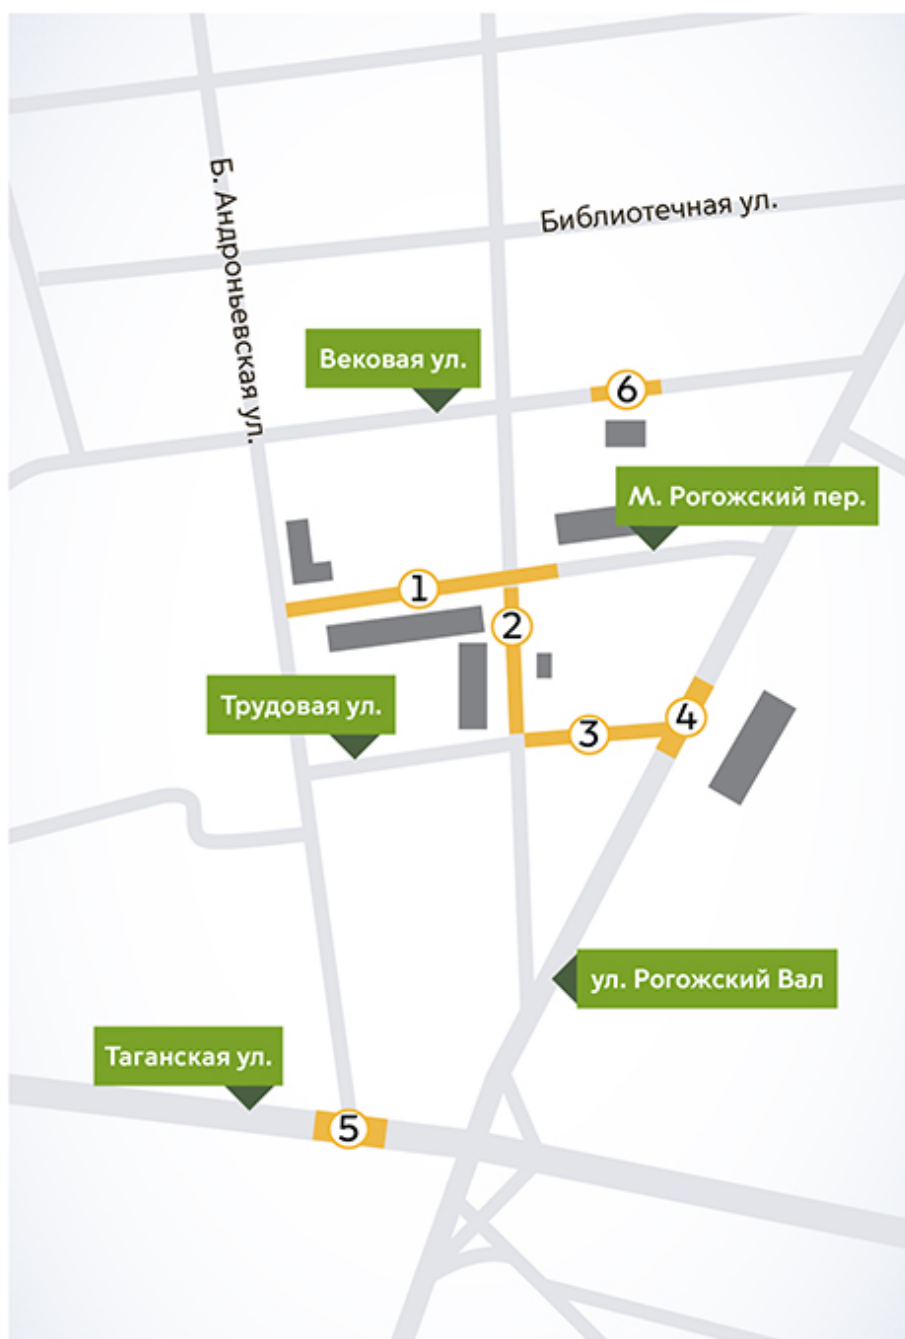 Б. Андроньевская ул.
Библиотечная ул.
Вековая ул.
6
М. Рогожский пер.
1
2
Трудовая ул.
3
4
ул. Рогожский Вал
Таганская ул.
5